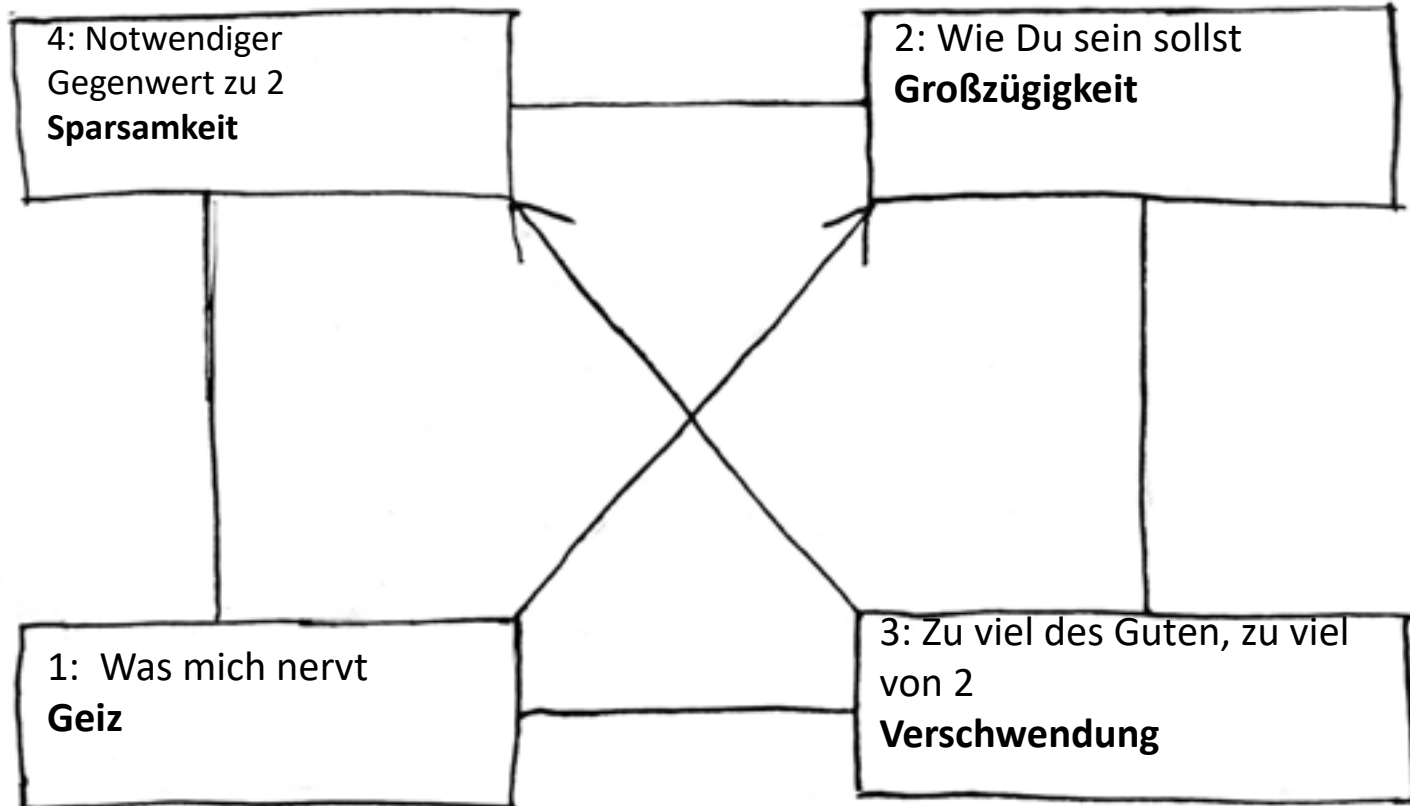 4: Notwendiger
Gegenwert zu 2
Sparsamkeit
2: Wie Du sein sollst
Großzügigkeit
1: Was mich nervt
Geiz
3: Zu viel des Guten, zu viel
von 2
Verschwendung